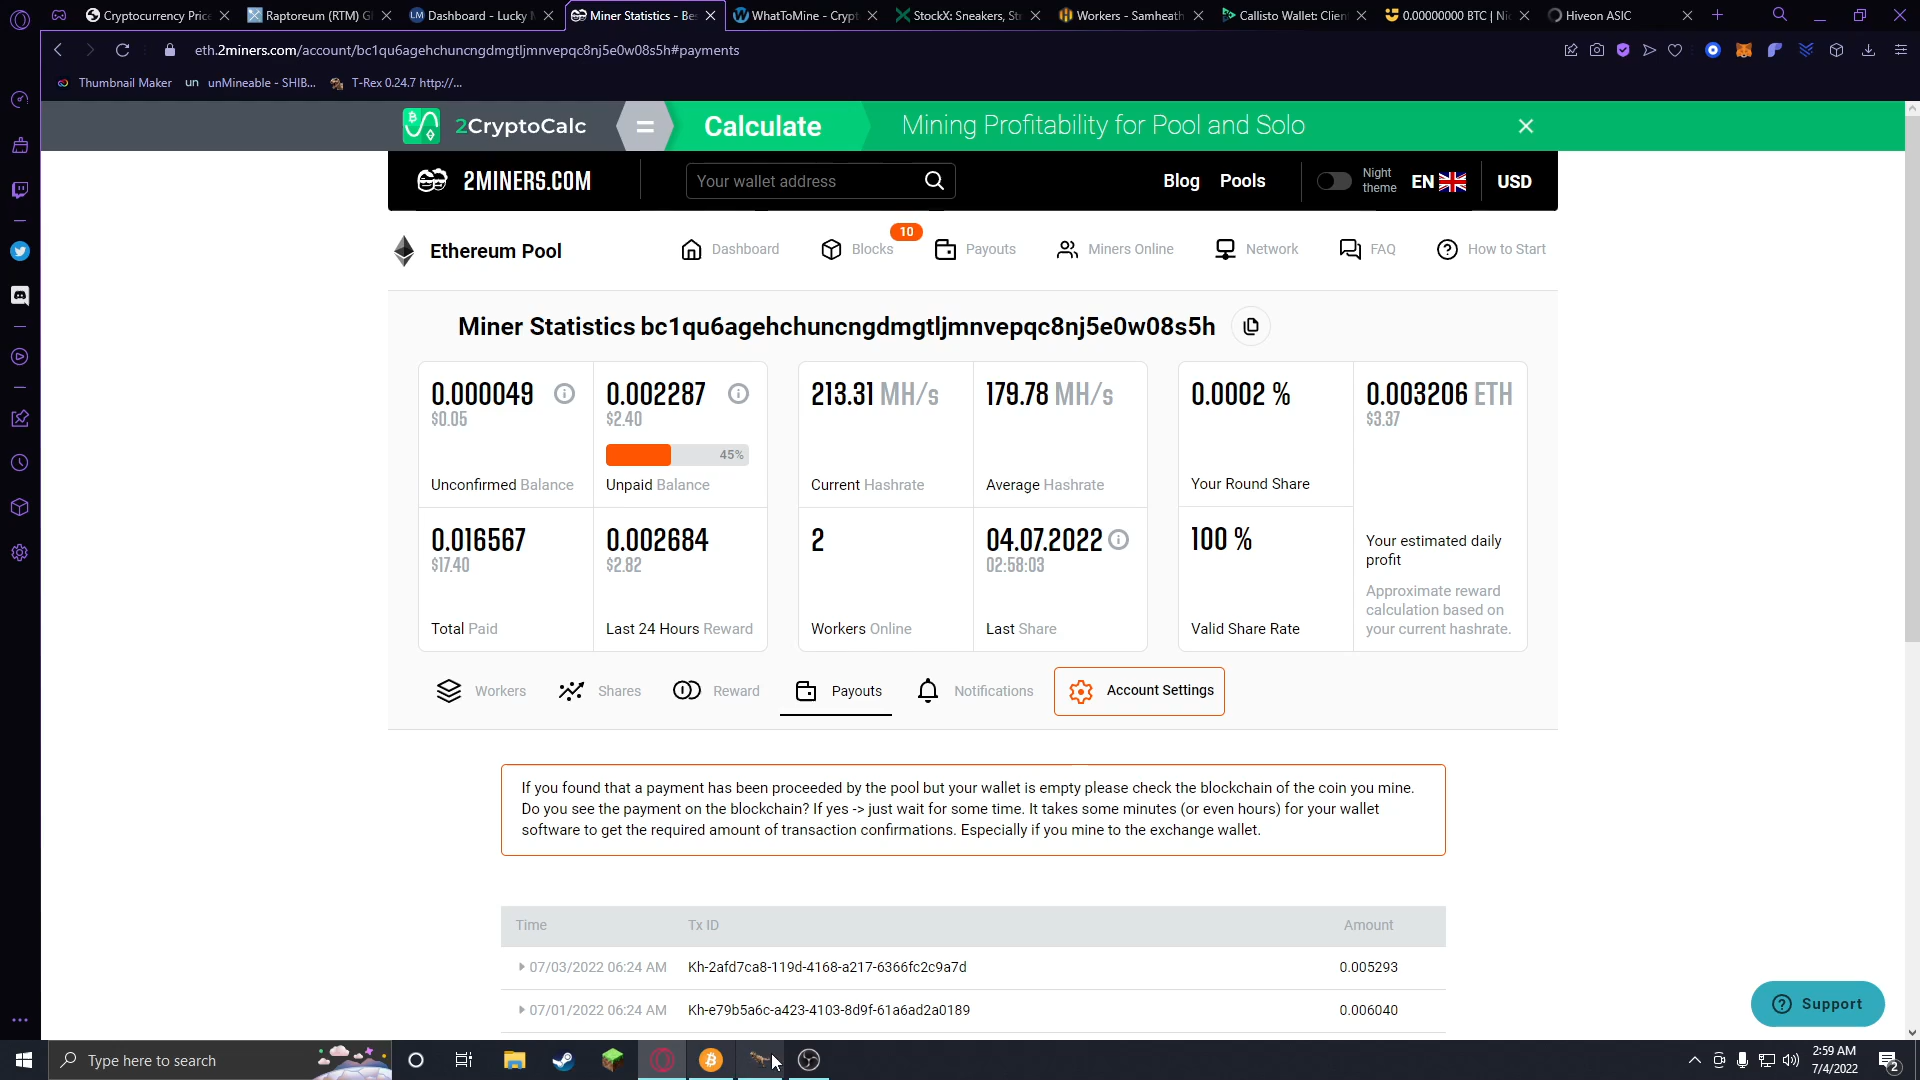 Cryptocurrency Pric
Raptoreum (RTM) G
Dashboard - Lucky
Miner Statistics - Be
WhatToMine - Crypt
StockX: Sneakers, St
Workers - Samheath
Callisto Wallet: Clien
0.00000000 BTC | Ni
Hiveon ASIC
eth.2miners.com/account/bc1qu6agehchuncngdmgtljmnvepqc8nj5e0w08s5h#payments
Thumbnail Maker
un unMineable - SHIB...
T-Rex 0.24.7 http://...
2CryptoCalc = Calculate Mining Profitability for Pool and Solo
2MINERS.COM
Your wallet address
Blog
Pools
Night theme
EN
USD
Ethereum Pool
Dashboard
Blocks
10
Payouts
Miners Online
Network
FAQ
How to Start
Miner Statistics bc1qu6agehchuncngdmgtljmnvepqc8nj5e0w08s5h
0.000049
$0.05
Unconfirmed Balance
0.002287
$2.40
45%
Unpaid Balance
213.31 MH/s
Current Hashrate
179.78 MH/s
Average Hashrate
0.0002 %
Your Round Share
0.003206 ETH
$3.37
Your estimated daily
profit
Approximate reward
calculation based on
your current hashrate.
0.016567
$17.40
Total Paid
0.002684
$2.82
Last 24 Hours Reward
2
Workers Online
04.07.2022
02:58:03
Last Share
100 %
Valid Share Rate
Workers
Shares
Reward
Payouts
Notifications
Account Settings
If you found that a payment has been proceeded by the pool but your wallet is empty please check the blockchain of the coin you mine.
Do you see the payment on the blockchain? If yes -> just wait for some time. It takes some minutes (or even hours) for your wallet
software to get the required amount of transaction confirmations. Especially if you mine to the exchange wallet.
Time Tx ID Amount
07/03/2022 06:24 AM Kh-2afd7ca8-119d-4168-a217-6366fc2c9a7d 0.005293
07/01/2022 06:24 AM Kh-e79b5a6c-a423-4103-8d9f-61a6ad2a0189 0.006040
Support
Type here to search
2:59 AM
7/4/2022
2